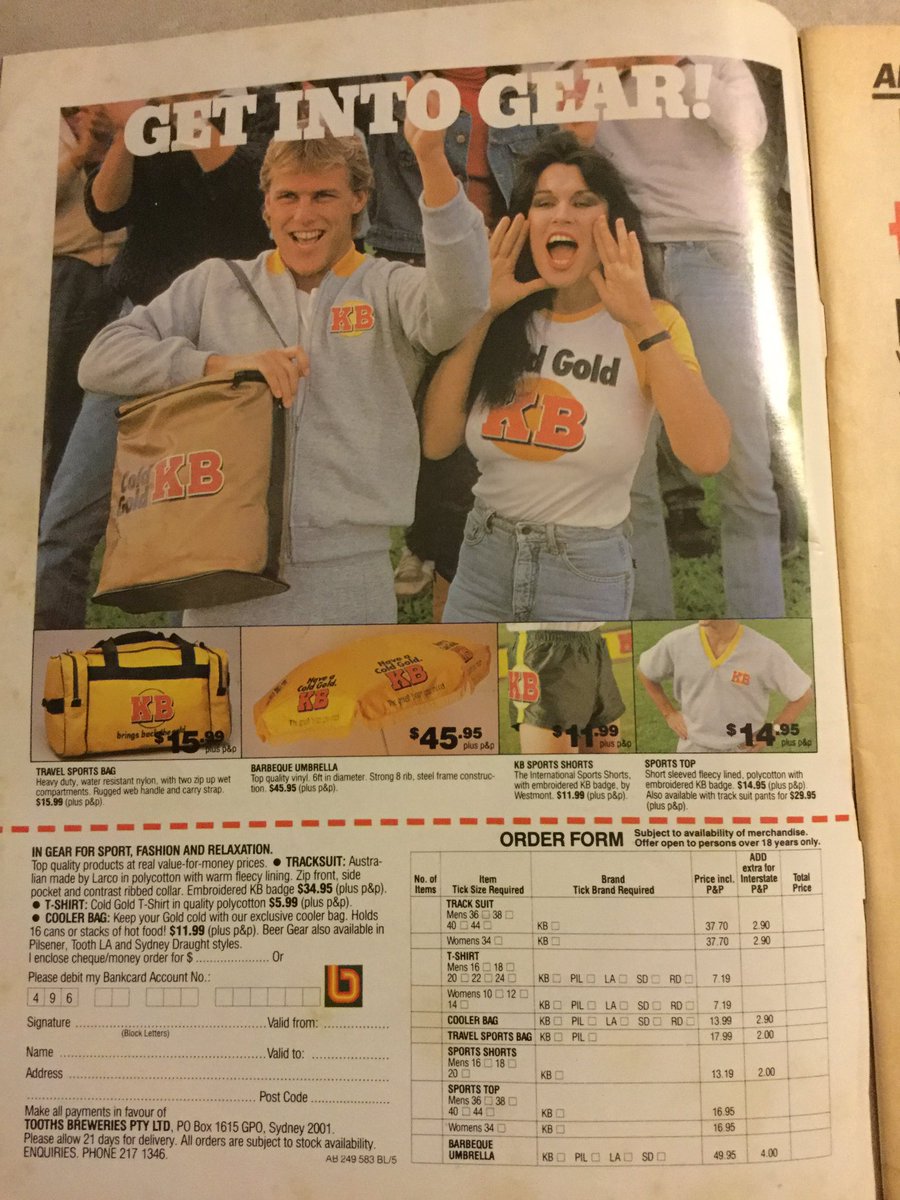 GET INTO GEAR!
KB
d Gold
KB
Cold
Gold KB
KB
brings back
$15.99
plus p&p
Have a
Cold Gold.
KB
Have a
Cold Gold.
KB
$45.95
plus p&p
KB
$11.99
plus p&p
KB
$14.95
plus p&p
TRAVEL SPORTS BAG
Heavy duty, water resistant nylon, with two zip up wet
compartments. Rugged web handle and carry strap.
$15.99 (plus p&p).
BARBEQUE UMBRELLA
Top quality vinyl. 6ft in diameter. Strong 8 rib, steel frame construc-
tion. $45.95 (plus p&p).
KB SPORTS SHORTS
The International Sports Shorts,
with embroidered KB badge, by
Westmont. $11.99 (plus p&p).
SPORTS TOP
Short sleeved fleecy lined, polycotton with
embroidered KB badge. $14.95 (plus p&p).
Also available with track suit pants for $29.95
(plus p&p).
IN GEAR FOR SPORT, FASHION AND RELAXATION.
Top quality products at real value-for-money prices. ● TRACKSUIT: Austra-
lian made by Larco in polycotton with warm fleecy lining. Zip front, side
pocket and contrast ribbed collar. Embroidered KB badge $34.95 (plus p&p).
● T-SHIRT: Cold Gold T-Shirt in quality polycotton $5.99 (plus p&p).
● COOLER BAG: Keep your Gold cold with our exclusive cooler bag. Holds
16 cans or stacks of hot food! $11.99 (plus p&p). Beer Gear also available in
Pilsener, Tooth LA and Sydney Draught styles.
I enclose cheque/money order for $ .................... Or
Please debit my Bankcard Account No.:
4 9 6
b
Signature .................... Valid from:
(Block Letters)
Name .................... Valid to: ....................
Address ....................
.................... Post Code ....................
Make all payments in favour of
TOOTHS BREWERIES PTY LTD, PO Box 1615 GPO, Sydney 2001.
Please allow 21 days for delivery. All orders are subject to stock availability.
ENQUIRIES. PHONE 217 1346.
AB 249 583 BL/5
ORDER FORM Subject to availability of merchandise.
Offer open to persons over 18 years only.
No. of Items Item Tick Size Required Brand Tick Brand Required Price incl. P&P ADD extra for Interstate P&P Total Price
TRACK SUIT
Mens 36 □ 38 □
40 □ 44 □ KB □ 37.70 2.90
Womens 34 □ KB □ 37.70 2.90
T-SHIRT
Mens 16 □ 18 □
20 □ 22 □ 24 □ KB □ PIL □ LA □ SD □ RD □ 7.19
Womens 10 □ 12 □
14 □ KB □ PIL □ LA □ SD □ RD □ 7.19
COOLER BAG KB □ PIL □ LA □ SD □ RD □ 13.99 2.90
TRAVEL SPORTS BAG KB □ PIL □ 17.99 2.00
SPORTS SHORTS
Mens 16 □ 18 □
20 □ KB □ 13.19 2.00
SPORTS TOP
Mens 36 □ 38 □
40 □ 44 □ KB □ 16.95
Womens 34 □ KB □ 16.95
BARBEQUE
UMBRELLA KB □ PIL □ LA □ SD □ 49.95 4.00